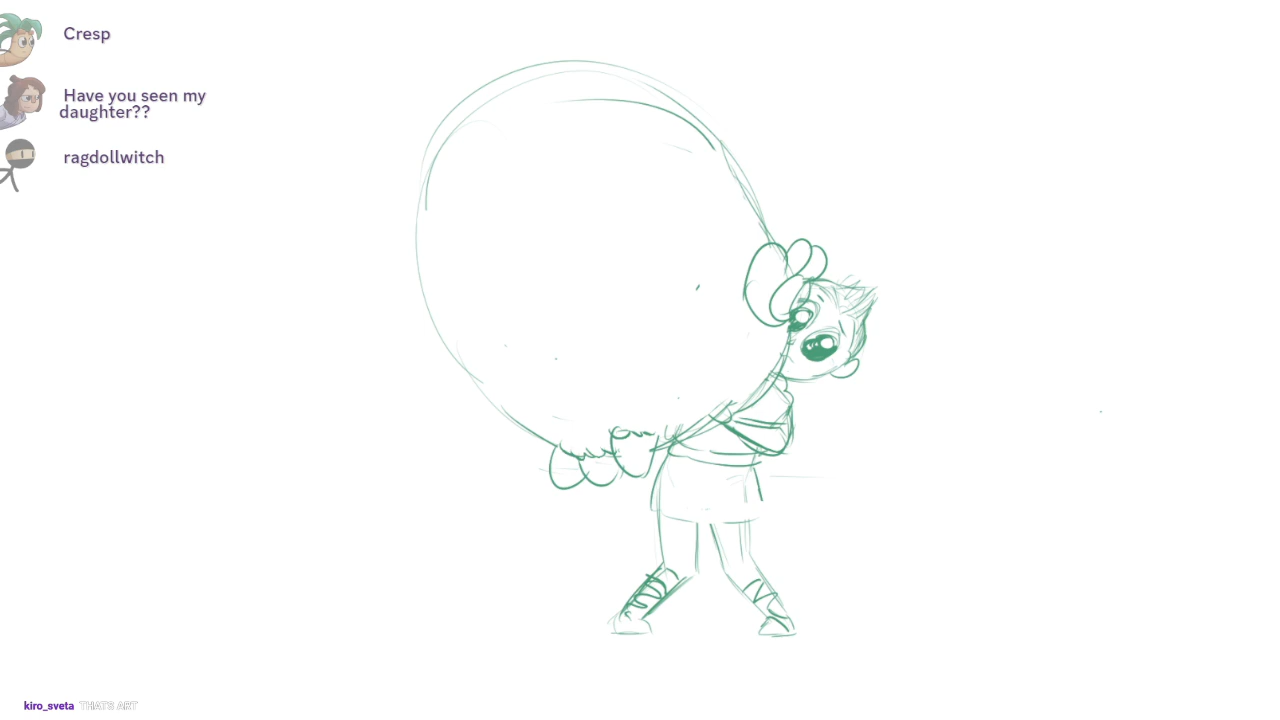 Cresp
Have you seen my
daughter??
ragdollwitch
kiro_sveta THATS ART